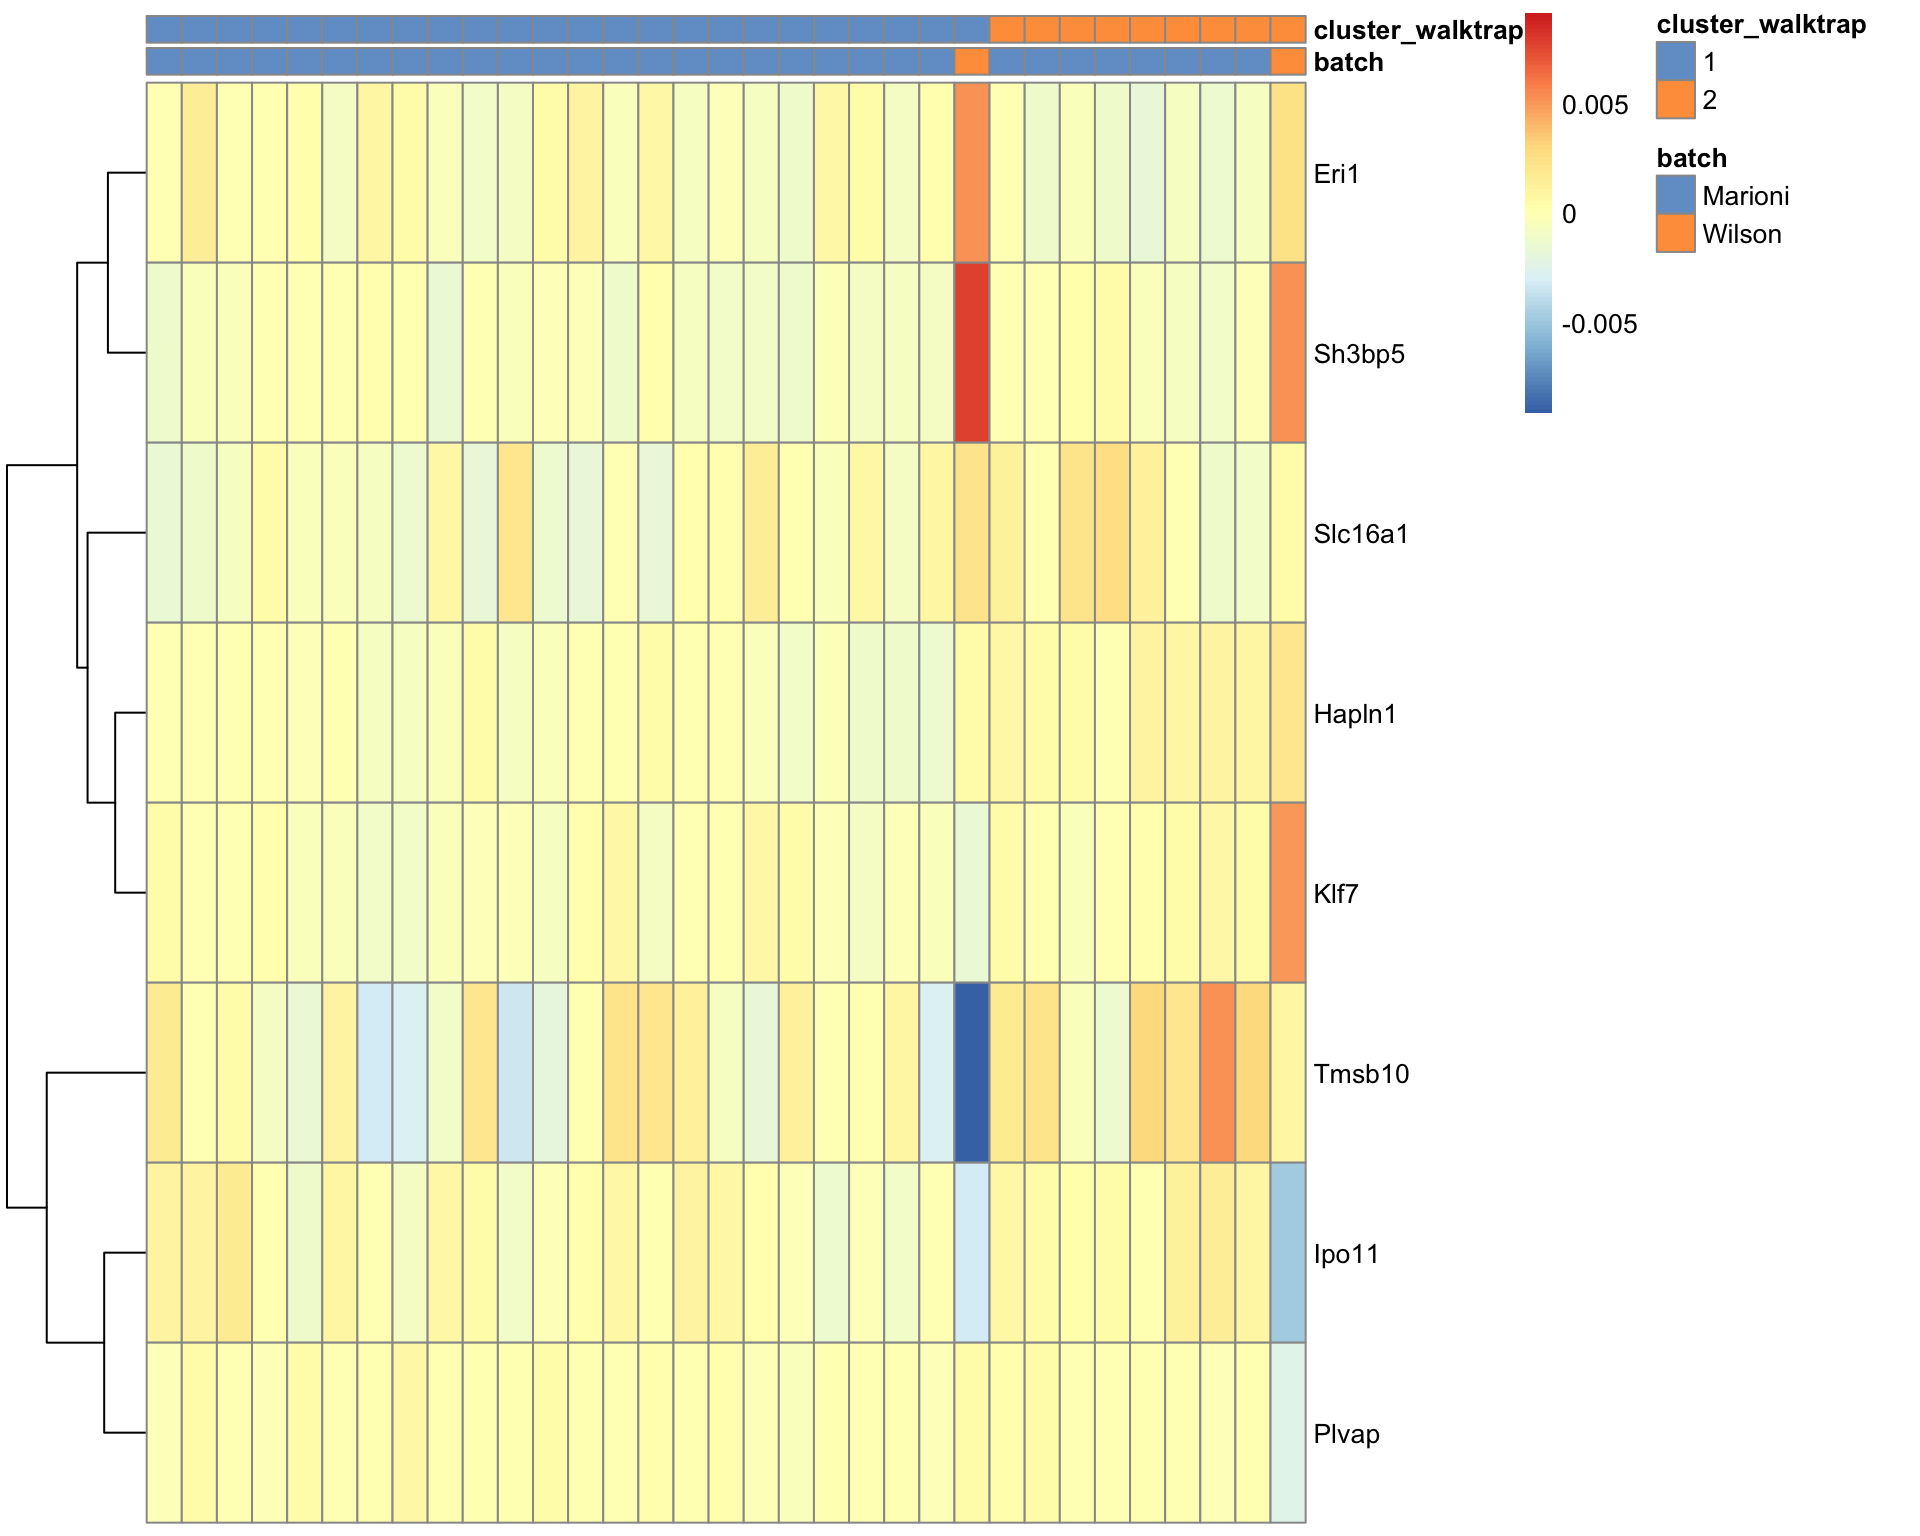 cluster_walktrap
batch
Eri1
Sh3bp5
Slc16a1
Hapln1
Klf7
Tmsb10
Ipo11
Plvap
0.005
0
-0.005
cluster_walktrap
1
2
batch
Marioni
Wilson